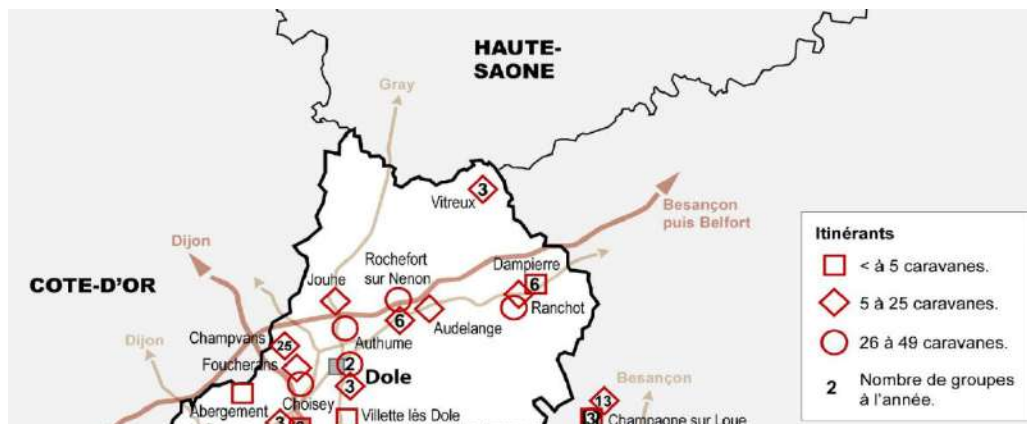 HAUTE-
SAONE
Gray
3
Vitreux
Besançon
puis Belfort
Dijon
Rochefort
sur Nenon
Dampierre
6
COTE-D'OR
Jouhe
Ranchot
6
Audelange
Dijon
Champvans
25
Authume
Foucherans
2
Dole
3
Choisey
Abergement
Villette lès Dole
3
Besançon
13
3
Champagne sur Loue
Itinérants
< à 5 caravanes.
5 à 25 caravanes.
26 à 49 caravanes.
2
Nombre de groupes
à l'année.